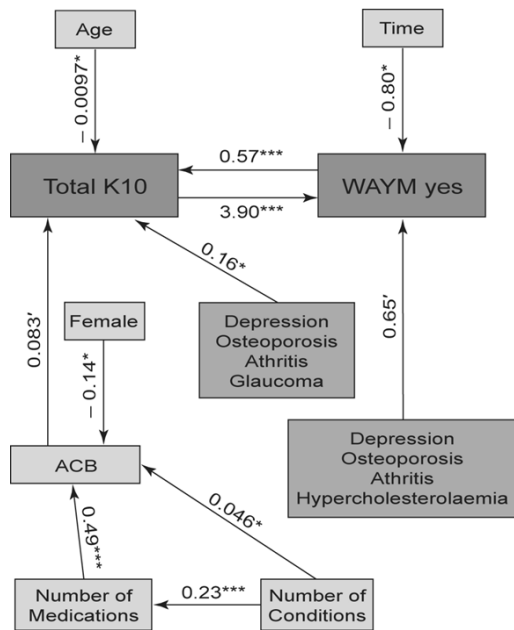 Age
Time
– 0.0097*
– 0.80*
Total K10
0.57***
3.90***
WAYM yes
0.083′
0.16*
0.65′
Female
Depression
Osteoporosis
Athritis
Glaucoma
– 0.14*
Depression
Osteoporosis
Athritis
Hypercholesterolaemia
ACB
0.49***
0.046*
Number of
Medications
0.23***
Number of
Conditions